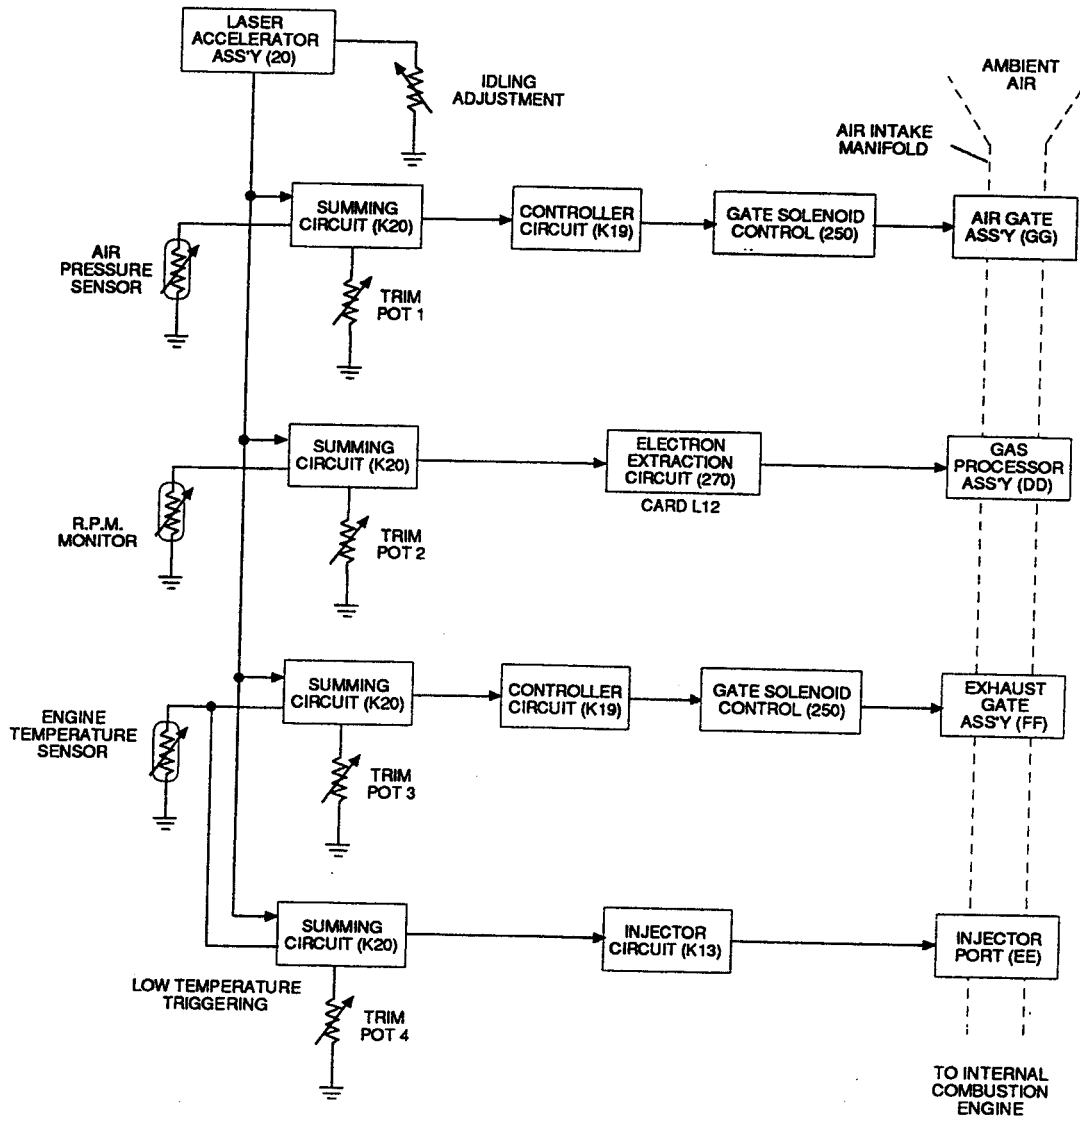 LASER
ACCELERATOR
ASS'Y (20)
IDLING
ADJUSTMENT
AMBIENT
AIR
AIR INTAKE
MANIFOLD
SUMMING
CIRCUIT (K20)
CONTROLLER
CIRCUIT (K19)
GATE SOLENOID
CONTROL (250)
AIR GATE
ASS'Y (GG)
AIR
PRESSURE
SENSOR
TRIM
POT 1
SUMMING
CIRCUIT (K20)
ELECTRON
EXTRACTION
CIRCUIT (270)
CARD L12
GAS
PROCESSOR
ASS'Y (DD)
R.P.M.
MONITOR
TRIM
POT 2
SUMMING
CIRCUIT (K20)
CONTROLLER
CIRCUIT (K19)
GATE SOLENOID
CONTROL (250)
EXHAUST
GATE
ASS'Y (FF)
ENGINE
TEMPERATURE
SENSOR
TRIM
POT 3
SUMMING
CIRCUIT (K20)
INJECTOR
CIRCUIT (K13)
INJECTOR
PORT (EE)
LOW TEMPERATURE
TRIGGERING
TRIM
POT 4
TO INTERNAL
COMBUSTION
ENGINE